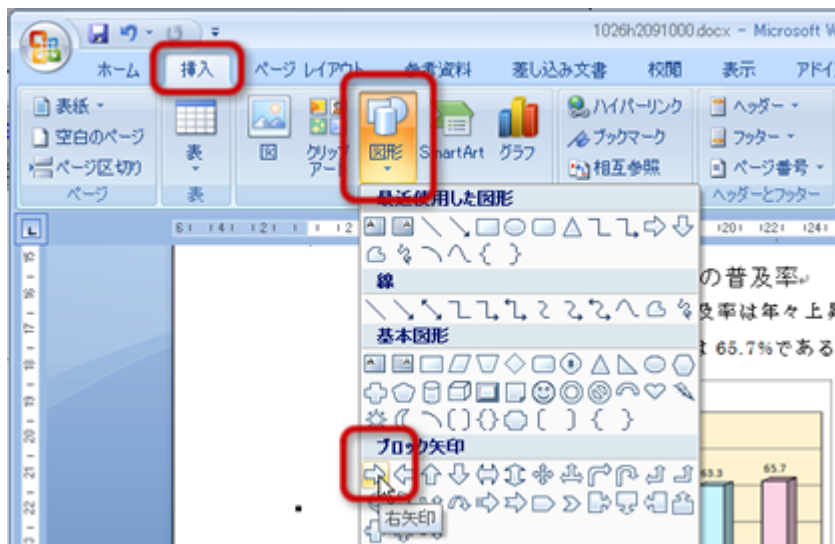 1026h2091000.docx - Microsoft W
ホーム 挿入 ページ レイアウト 参考資料 差し込み文書 校閲 表示 アドイ
表紙
空白のページ
ページ区切り
ページ
表
表
図
クリップ
アート
図形
SmartArt
グラフ
ハイパーリンク
ブックマーク
相互参照
ヘッダー
フッター
ページ番号
ヘッダーとフッター
最近使用した図形
線
基本図形
ブロック矢印
右矢印
の普及率
及率は年々上昇
は 65.7%である
63.3 65.7